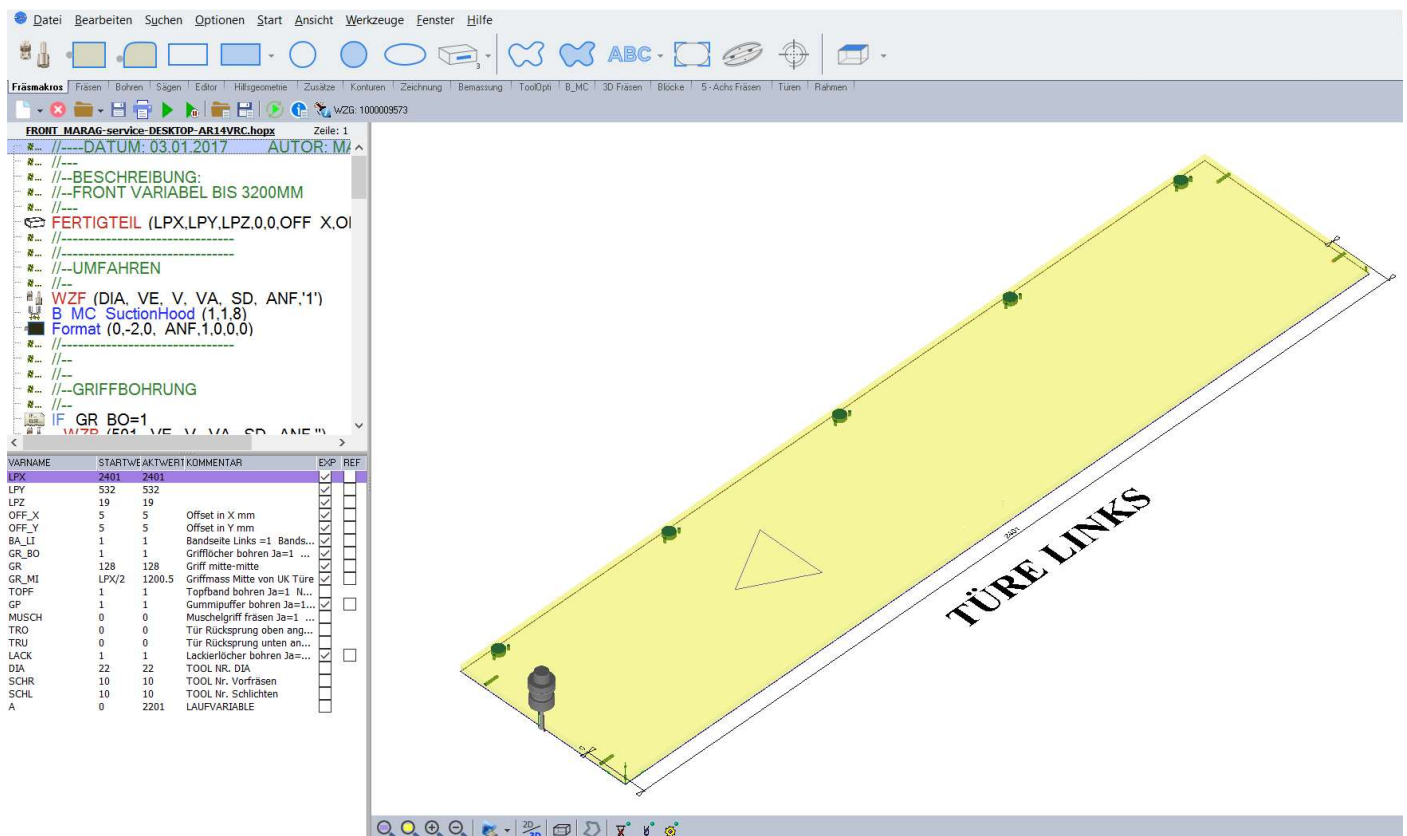 Datei Bearbeiten Suchen Optionen Start Ansicht Werkzeuge Fenster Hilfe
3 ABC
Fräsmakros Fräsen Bohren Sägen Editor Hilfsgeometrie Zusätze Konturen Zeichnung Bemassung ToolOpti B_MC 3D Fräsen Blöcke 5-Achs Fräsen Türen Rahmen
WZG: 1000009573
FRONT_MARAG-service-DESKTOP-AR14VRC.hopx Zeile: 1
//----DATUM: 03.01.2017 AUTOR: MA
//---
//--BESCHREIBUNG:
//--FRONT VARIABEL BIS 3200MM
//---
FERTIGTEIL (LPX,LPY,LPZ,0,0,OFF_X,O
//-------------------------------
//-------------------------------
//--UMFAHREN
//--
WZF (DIA, VE, V, VA, SD, ANF,'1')
B_MC_SuctionHood (1,1,8)
Format (0,-2,0, ANF,1,0,0,0)
//-------------------------------
//--
//--
//--GRIFFBOHRUNG
//--
IF GR_BO=1
WZB (501, VE, V, VA, SD, ANF,'')
VARNAME STARTWE AKTWERT KOMMENTAR EXP REF
LPX 2401 2401
LPY 532 532
LPZ 19 19
OFF_X 5 5 Offset in X mm
OFF_Y 5 5 Offset in Y mm
BA_LI 1 1 Bandseite Links =1 Bands...
GR_BO 1 1 Grifflöcher bohren Ja=1 ...
GR 128 128 Griff mitte-mitte
GR_MI LPX/2 1200.5 Griffmass Mitte von UK Türe
TOPF 1 1 Topfband bohren Ja=1 N...
GP 1 1 Gummipuffer bohren Ja=1...
MUSCH 0 0 Muschelgriff fräsen Ja=1 ...
TRO 0 0 Tür Rücksprung oben ang...
TRU 0 0 Tür Rücksprung unten an...
LACK 1 1 Lackierlöcher bohren Ja=...
DIA 22 22 TOOL NR. DIA
SCHR 10 10 TOOL Nr. Vorfräsen
SCHL 10 10 TOOL Nr. Schlichten
A 0 2201 LAUFVARIABLE
2401
TÜRE LINKS
2D
3D